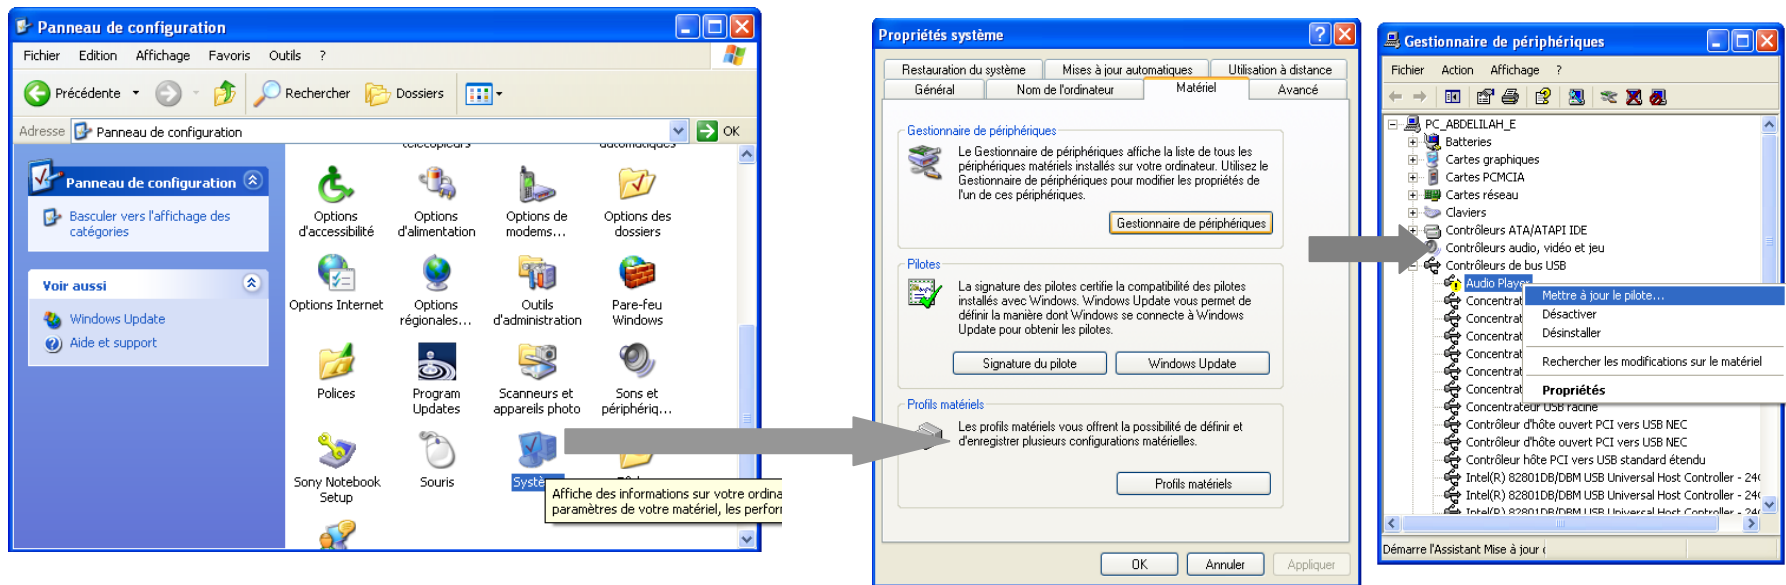 Panneau de configuration
Fichier Edition Affichage Favoris Outils ?
Précédente Rechercher Dossiers
Adresse Panneau de configuration OK
Panneau de configuration
Basculer vers l'affichage des
catégories
Voir aussi
Windows Update
Aide et support
télécopieurs automatiques
Options
d'accessibilité
Options
d'alimentation
Options de
modems...
Options des
dossiers
Options Internet
Options
régionales...
Outils
d'administration
Pare-feu
Windows
Polices
Program
Updates
Scanneurs et
appareils photo
Sons et
périphériq...
Sony Notebook
Setup
Souris
Affiche des informations sur votre ordina
paramètres de votre matériel, les perfor
Propriétés système
Restauration du système Mises à jour automatiques Utilisation à distance
Général Nom de l'ordinateur Matériel Avancé
Gestionnaire de périphériques
Le Gestionnaire de périphériques affiche la liste de tous les
périphériques matériels installés sur votre ordinateur. Utilisez le
Gestionnaire de périphériques pour modifier les propriétés de
l'un de ces périphériques.
Gestionnaire de périphériques
Pilotes
La signature des pilotes certifie la compatibilité des pilotes
installés avec Windows. Windows Update vous permet de
définir la manière dont Windows se connecte à Windows
Update pour obtenir les pilotes.
Signature du pilote Windows Update
Profils matériels
Les profils matériels vous offrent la possibilité de définir et
d'enregistrer plusieurs configurations matérielles.
Profils matériels
OK Annuler Appliquer
Gestionnaire de périphériques
Fichier Action Affichage ?
PC_ABDELILAH_E
Batteries
Cartes graphiques
Cartes PCMCIA
Cartes réseau
Claviers
Contrôleurs ATA/ATAPI IDE
Contrôleurs audio, vidéo et jeu
Contrôleurs de bus USB
Audio Player
Concentrat
Concentrat
Concentrat
Concentrat
Concentrat
Concentrat
Concentrateur USB racine
Contrôleur d'hôte ouvert PCI vers USB NEC
Contrôleur d'hôte ouvert PCI vers USB NEC
Contrôleur hôte PCI vers USB standard étendu
Intel(R) 82801DB/DBM USB Universal Host Controller - 24
Intel(R) 82801DB/DBM USB Universal Host Controller - 24
Intel(R) 82801DB/DBM USB Universal Host Controller - 24
Mettre à jour le pilote...
Désactiver
Désinstaller
Rechercher les modifications sur le matériel
Propriétés
Démarre l'Assistant Mise à jour